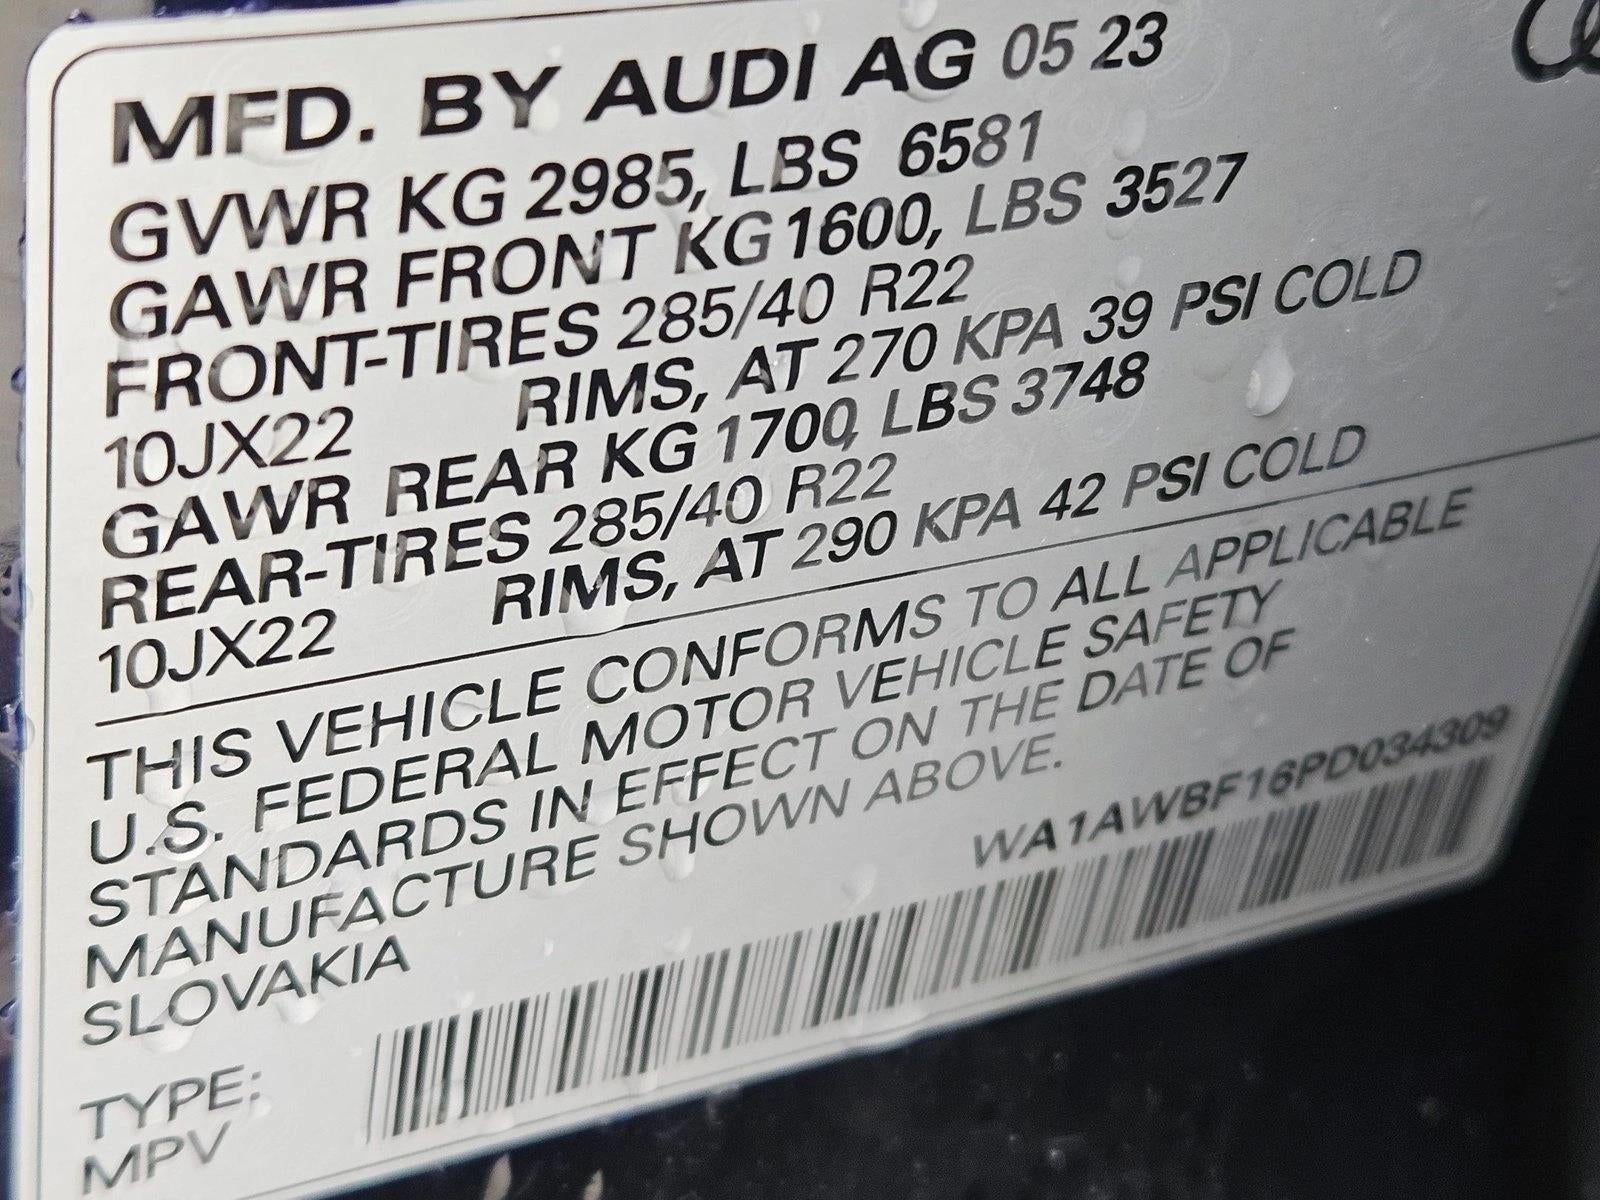 MFD. BY AUDI AG 05 23
GVWR KG 2985, LBS 6581
GAWR FRONT KG 1600, LBS 3527
FRONT-TIRES 285/40 R22
10JX22 RIMS, AT 270 KPA 39 PSI COLD
GAWR REAR KG 1700, LBS 3748
REAR-TIRES 285/40 R22
10JX22 RIMS, AT 290 KPA 42 PSI COLD
THIS VEHICLE CONFORMS TO ALL APPLICABLE
U.S. FEDERAL MOTOR VEHICLE SAFETY
STANDARDS IN EFFECT ON THE DATE OF
MANUFACTURE SHOWN ABOVE.
SLOVAKIA
WA1AWBF16PD034309
TYPE:
MPV